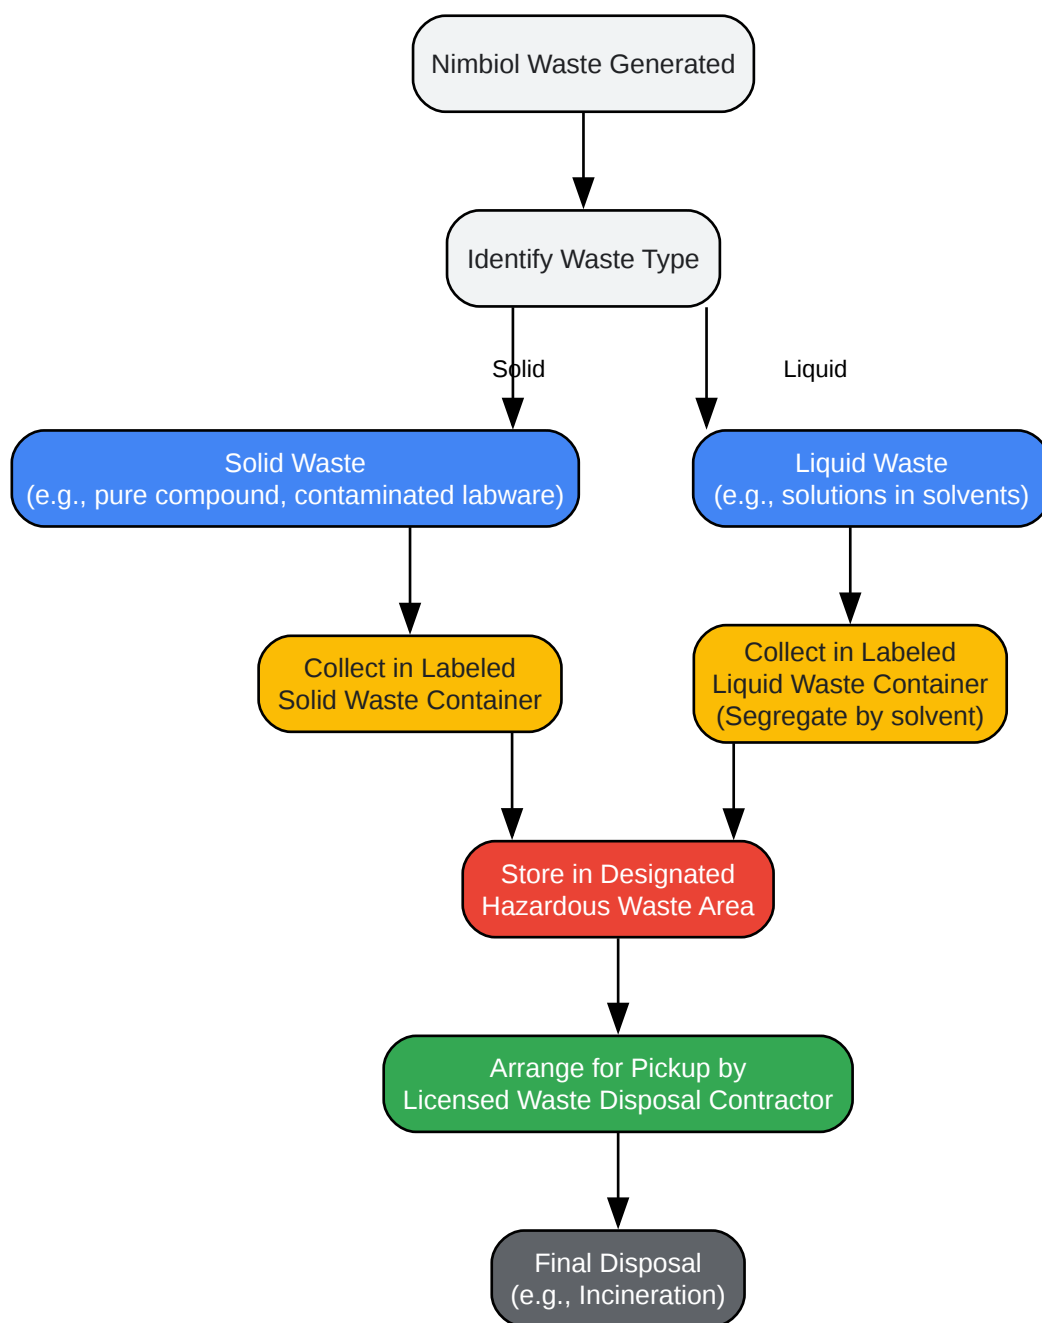 Nimbiol Waste Generated
Identify Waste Type
Solid
Liquid
Solid Waste
(e.g., pure compound, contaminated labware)
Liquid Waste
(e.g., solutions in solvents)
Collect in Labeled
Solid Waste Container
Collect in Labeled
Liquid Waste Container
(Segregate by solvent)
Store in Designated
Hazardous Waste Area
Arrange for Pickup by
Licensed Waste Disposal Contractor
Final Disposal
(e.g., Incineration)